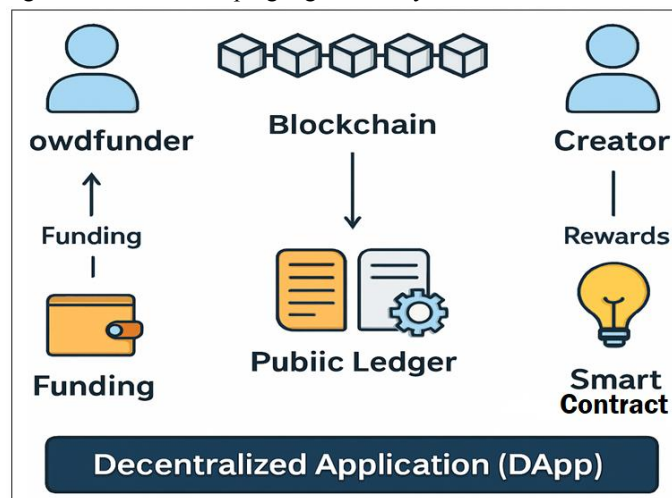 owdfunder
Blockchain
Creator
Funding
Rewards
Funding
Pubiic Ledger
Smart
Contract
Decentralized Application (DApp)